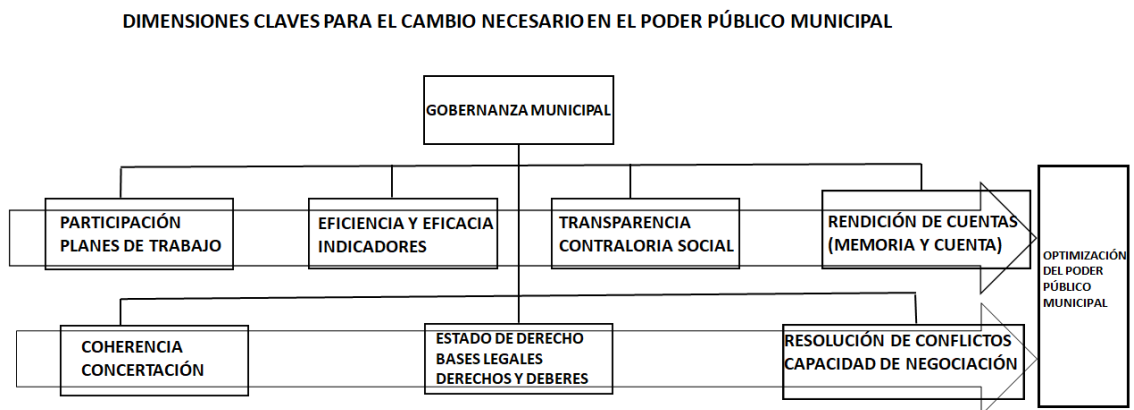 DIMENSIONES CLAVES PARA EL CAMBIO NECESARIO EN EL PODER PÚBLICO MUNICIPAL
GOBERNANZA MUNICIPAL
PARTICIPACIÓN
PLANES DE TRABAJO
EFICIENCIA Y EFICACIA
INDICADORES
TRANSPARENCIA
CONTRALORIA SOCIAL
RENDICIÓN DE CUENTAS
(MEMORIA Y CUENTA)
OPTIMIZACIÓN
DEL PODER
PÚBLICO
MUNICIPAL
COHERENCIA
CONCERTACIÓN
ESTADO DE DERECHO
BASES LEGALES
DERECHOS Y DEBERES
RESOLUCIÓN DE CONFLICTOS
CAPACIDAD DE NEGOCIACIÓN